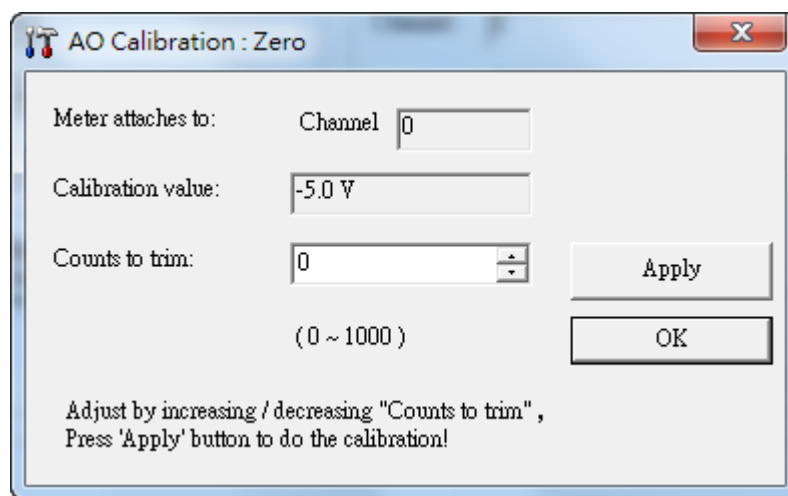 AO Calibration : Zero
Meter attaches to: Channel 0
Calibration value: -5.0 V
Counts to trim: 0
Apply
( 0 ~ 1000 )
OK
Adjust by increasing / decreasing "Counts to trim" ,
Press 'Apply' button to do the calibration!